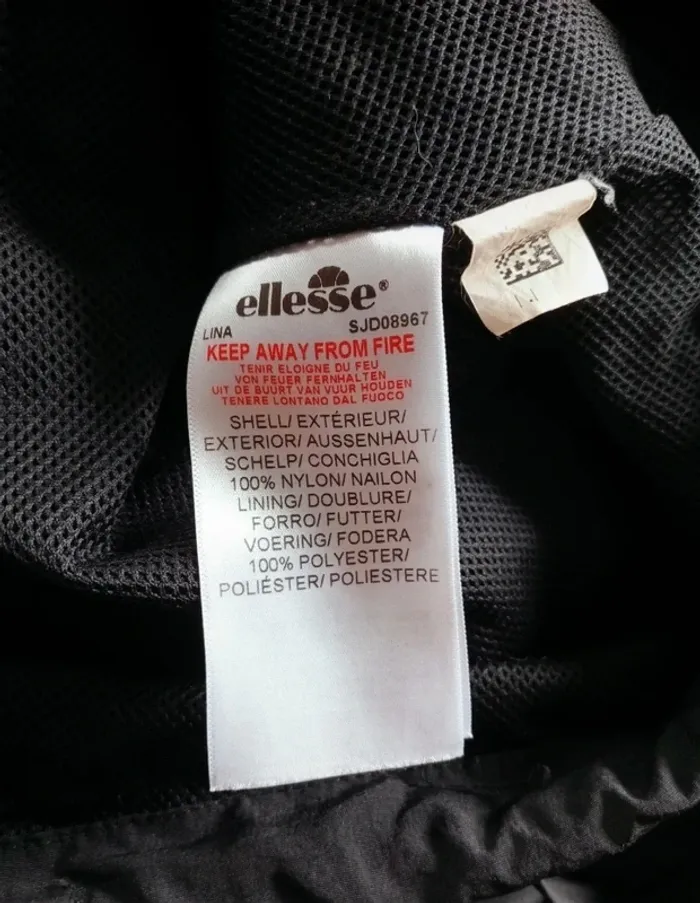 ellesse®
LINA SJD08967
KEEP AWAY FROM FIRE
TENIR ELOIGNE DU FEU
VON FEUER FERNHALTEN
UIT DE BUURT VAN VUUR HOUDEN
TENERE LONTANO DAL FUOCO
SHELL/ EXTÉRIEUR/
EXTERIOR/ AUSSENHAUT/
SCHELP/ CONCHIGLIA
100% NYLON/ NAILON
LINING/ DOUBLURE/
FORRO/ FUTTER/
VOERING/ FODERA
100% POLYESTER/
POLIÉSTER/ POLIESTERE